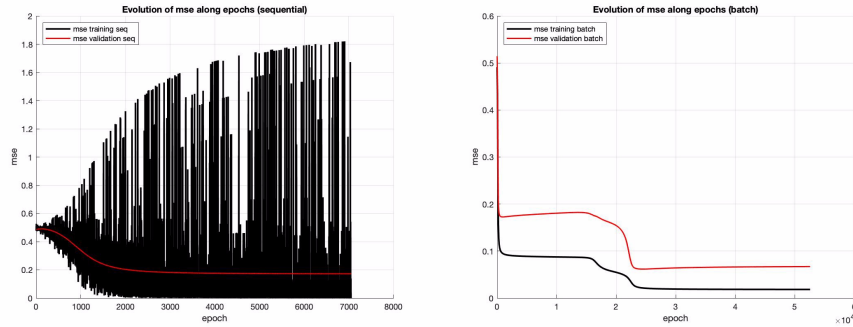 Evolution of mse along epochs (sequential)
mse training seq
mse validation seq
2
1.8
1.6
1.4
1.2
1
0.8
0.6
0.4
0.2
0
mse
0 1000 2000 3000 4000 5000 6000 7000 8000
epoch
Evolution of mse along epochs (batch)
mse training batch
mse validation batch
0.6
0.5
0.4
0.3
0.2
0.1
0
mse
0 1 2 3 4 5 6
epoch